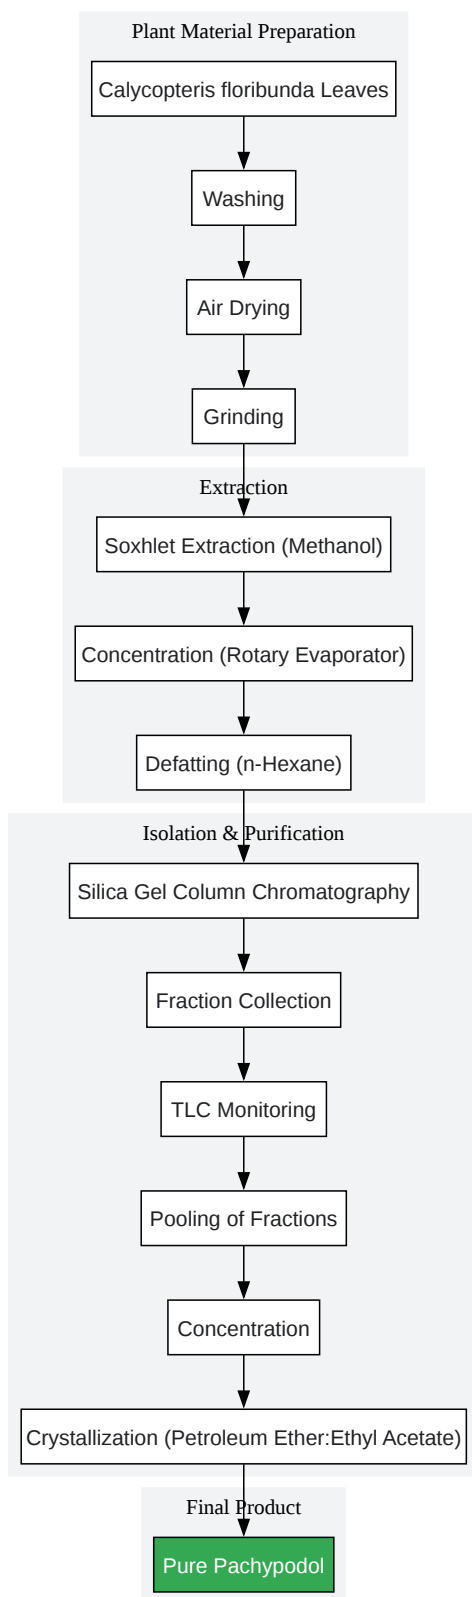 Plant Material Preparation
Calycopteris floribunda Leaves
Washing
Air Drying
Grinding
Extraction
Soxhlet Extraction (Methanol)
Concentration (Rotary Evaporator)
Defatting (n-Hexane)
Isolation & Purification
Silica Gel Column Chromatography
Fraction Collection
TLC Monitoring
Pooling of Fractions
Concentration
Crystallization (Petroleum Ether:Ethyl Acetate)
Final Product
Pure Pachypodol